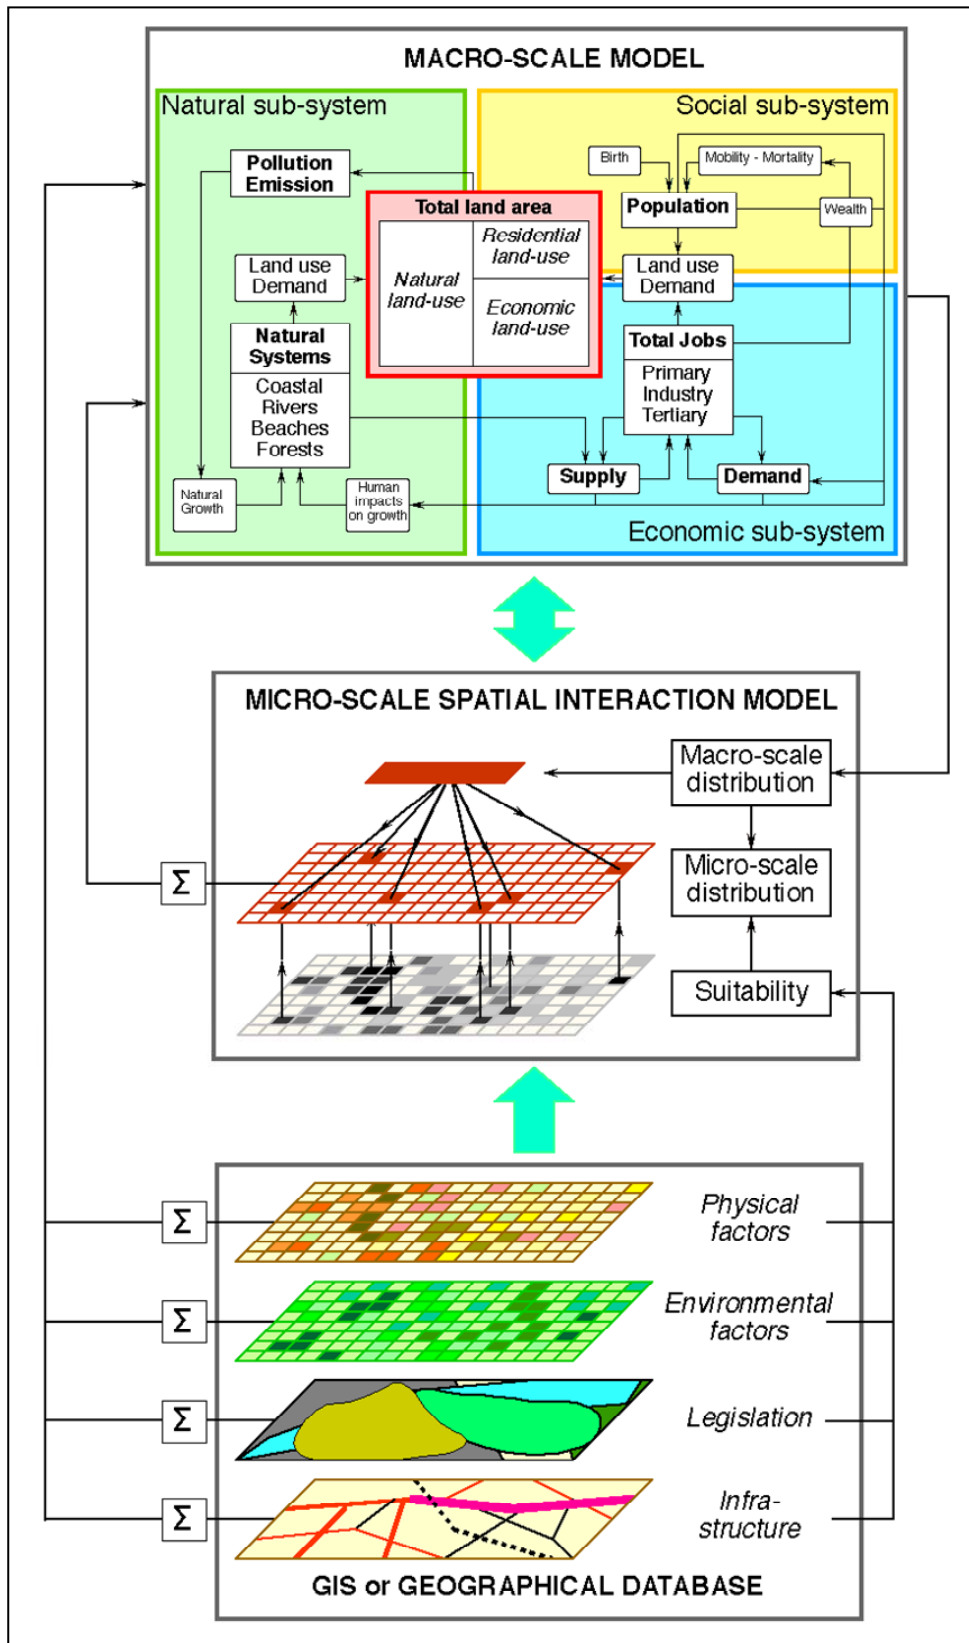 MACRO-SCALE MODEL
Natural sub-system
Social sub-system
Pollution
Emission
Birth
Mobility - Mortality
Population
Wealth
Total land area
Natural
land-use
Residential
land-use
Economic
land-use
Land use
Demand
Land use
Demand
Natural
Systems
Coastal
Rivers
Beaches
Forests
Total Jobs
Primary
Industry
Tertiary
Supply
Demand
Natural
Growth
Human
impacts
on growth
Economic sub-system
MICRO-SCALE SPATIAL INTERACTION MODEL
Macro-scale
distribution
Micro-scale
distribution
Suitability
Σ
Σ
Physical
factors
Σ
Environmental
factors
Σ
Legislation
Σ
Infra-
structure
GIS or GEOGRAPHICAL DATABASE